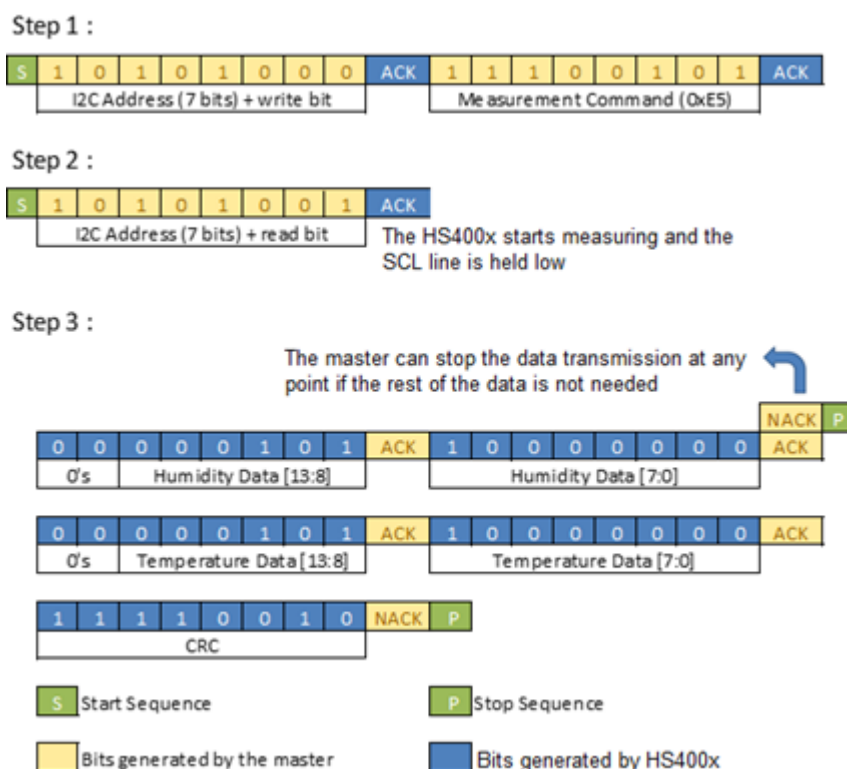 Step 1 :
S 1 0 1 0 1 0 0 0 ACK 1 1 1 0 0 1 0 1 ACK
I2C Address (7 bits) + write bit Measurement Command (0xE5)
Step 2 :
S 1 0 1 0 1 0 0 1 ACK
I2C Address (7 bits) + read bit
The HS400x starts measuring and the
SCL line is held low
Step 3 :
The master can stop the data transmission at any
point if the rest of the data is not needed
NACK P
0 0 0 0 0 1 0 1 ACK 1 0 0 0 0 0 0 0 ACK
0's Humidity Data [13:8] Humidity Data [7:0]
0 0 0 0 0 1 0 1 ACK 1 0 0 0 0 0 0 0 ACK
0's Temperature Data [13:8] Temperature Data [7:0]
1 1 1 1 0 0 1 0 NACK P
CRC
S Start Sequence P Stop Sequence
Bits generated by the master Bits generated by HS400x